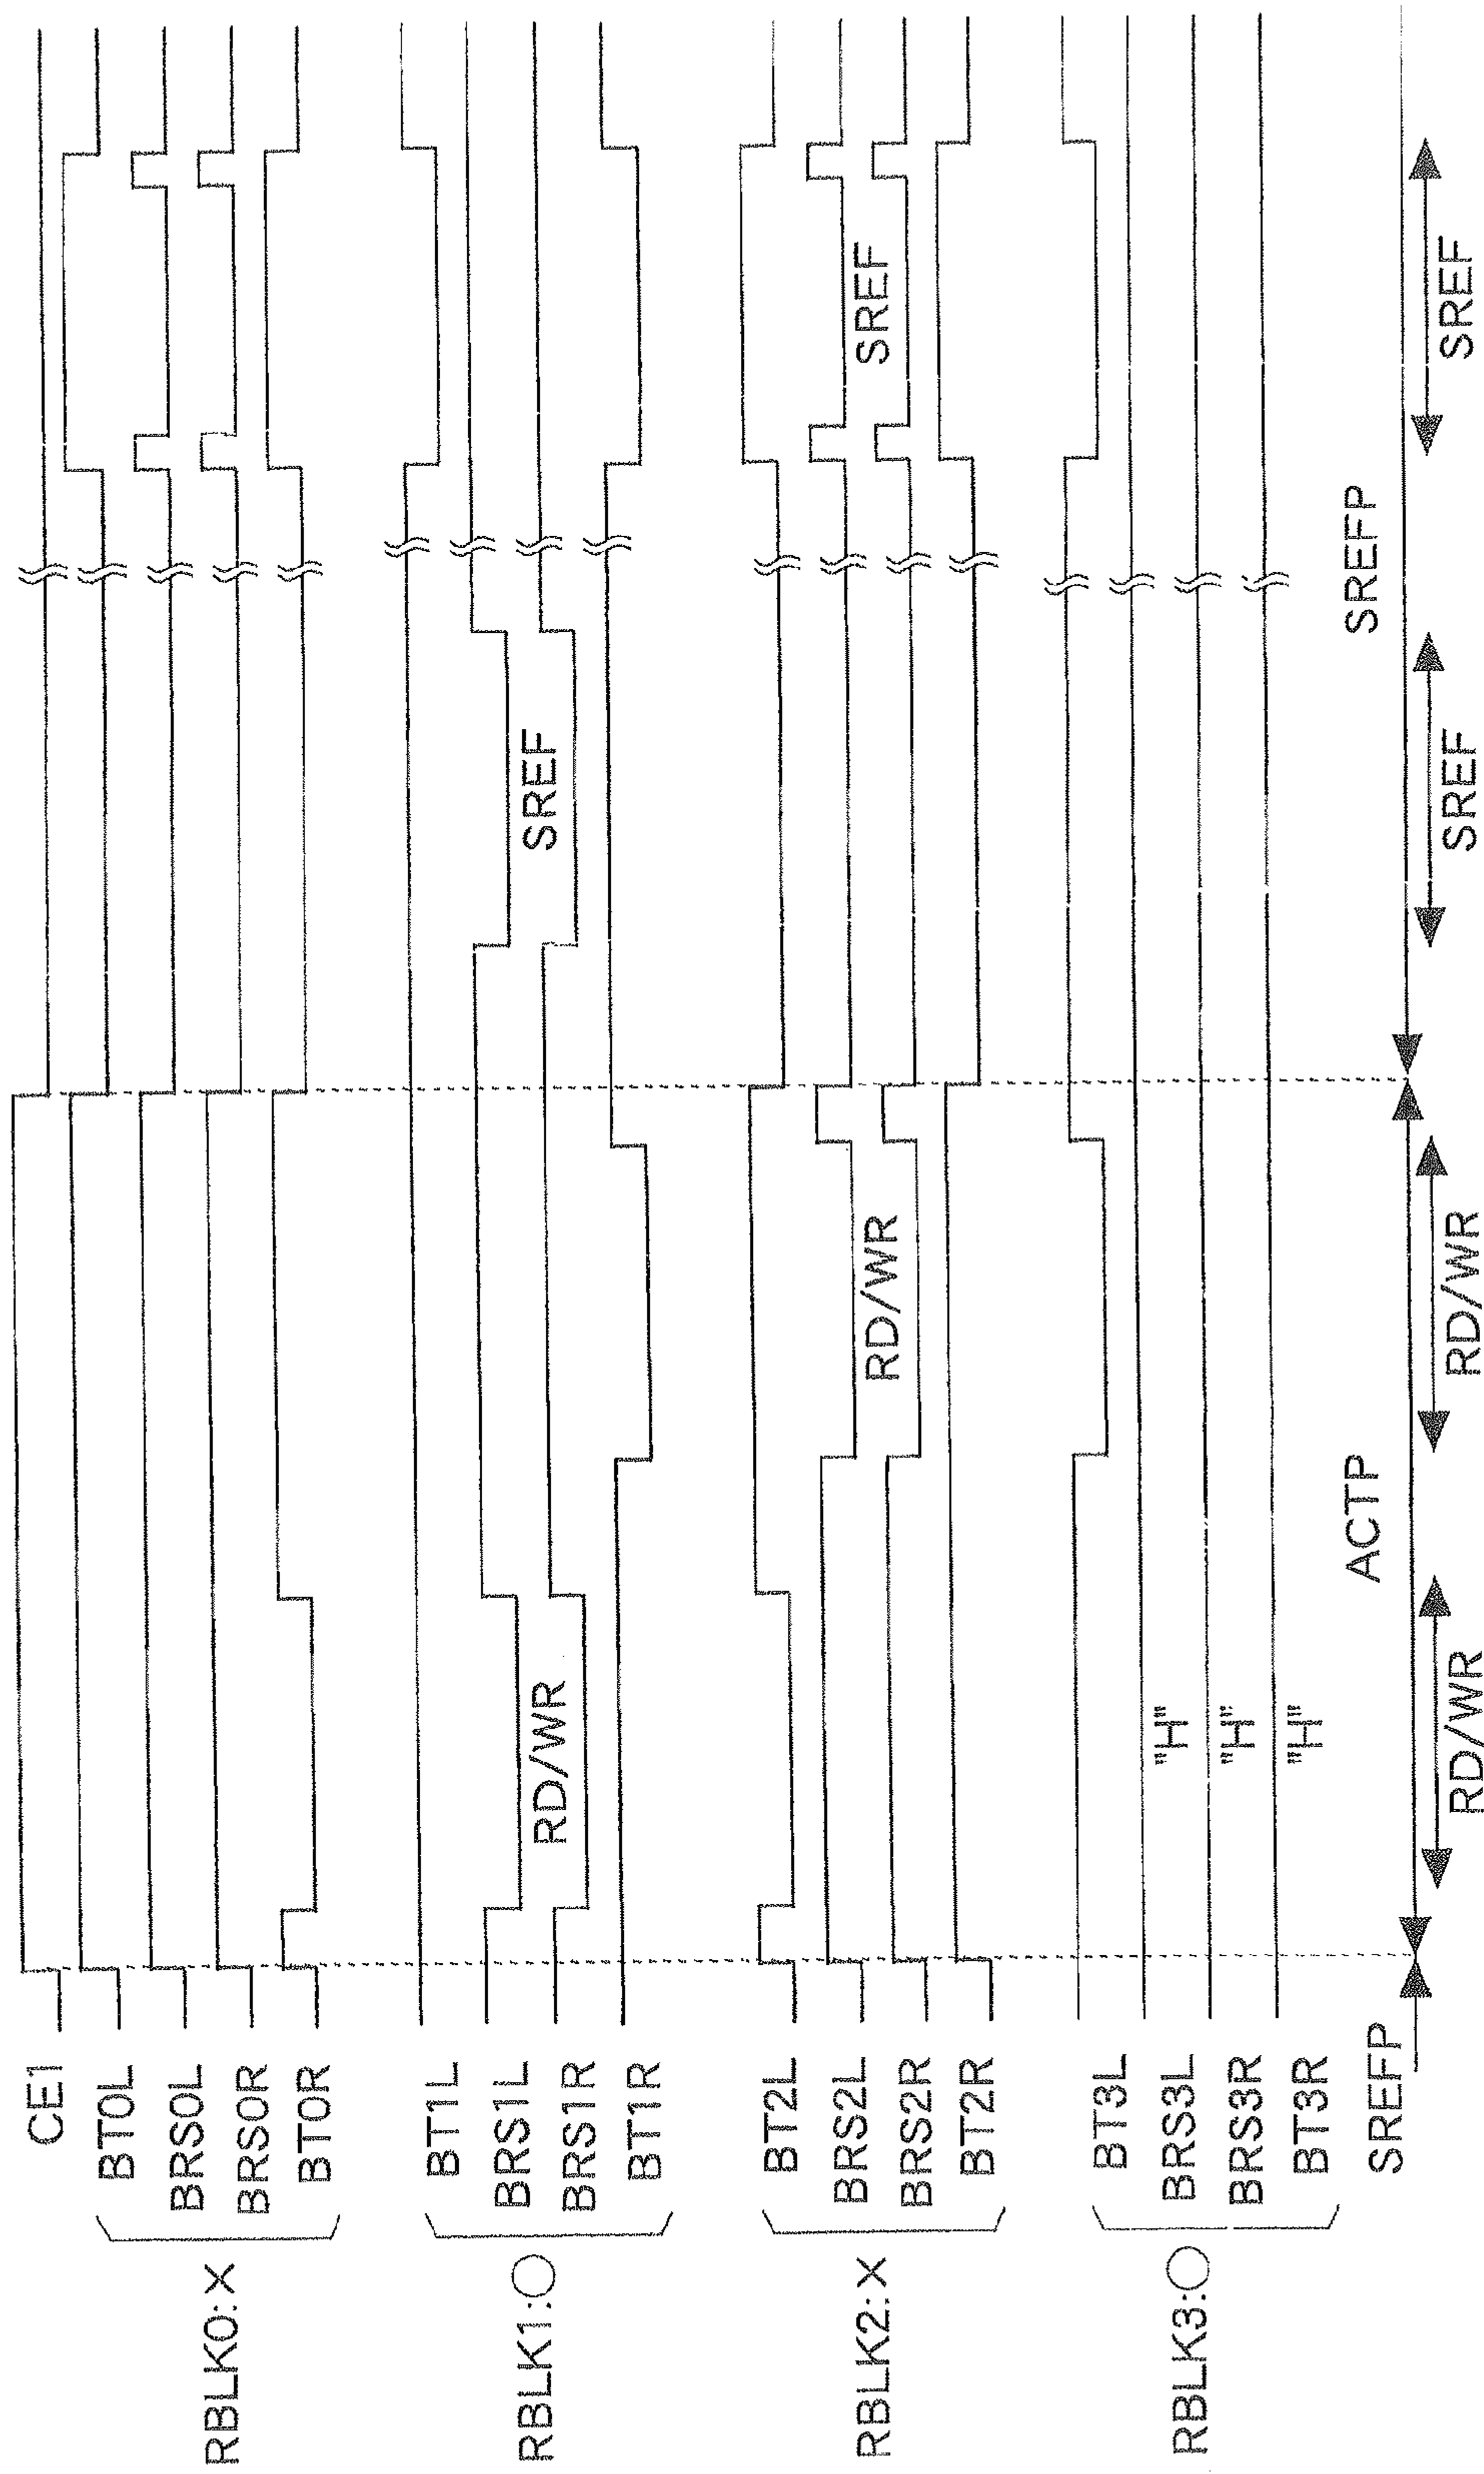 CE1
RBLK0: ×
BT0L
BRS0L
BRS0R
BT0R
RBLK1: ○
BT1L
BRS1L
BRS1R
BT1R
RD/WR
SREF
RBLK2: ×
BT2L
BRS2L
BRS2R
BT2R
RD/WR
SREF
RBLK3: ○
BT3L
BRS3L
BRS3R
BT3R
"H"
"H"
"H"
SREFP
ACTP
SREFP
RD/WR
RD/WR
SREF
SREF